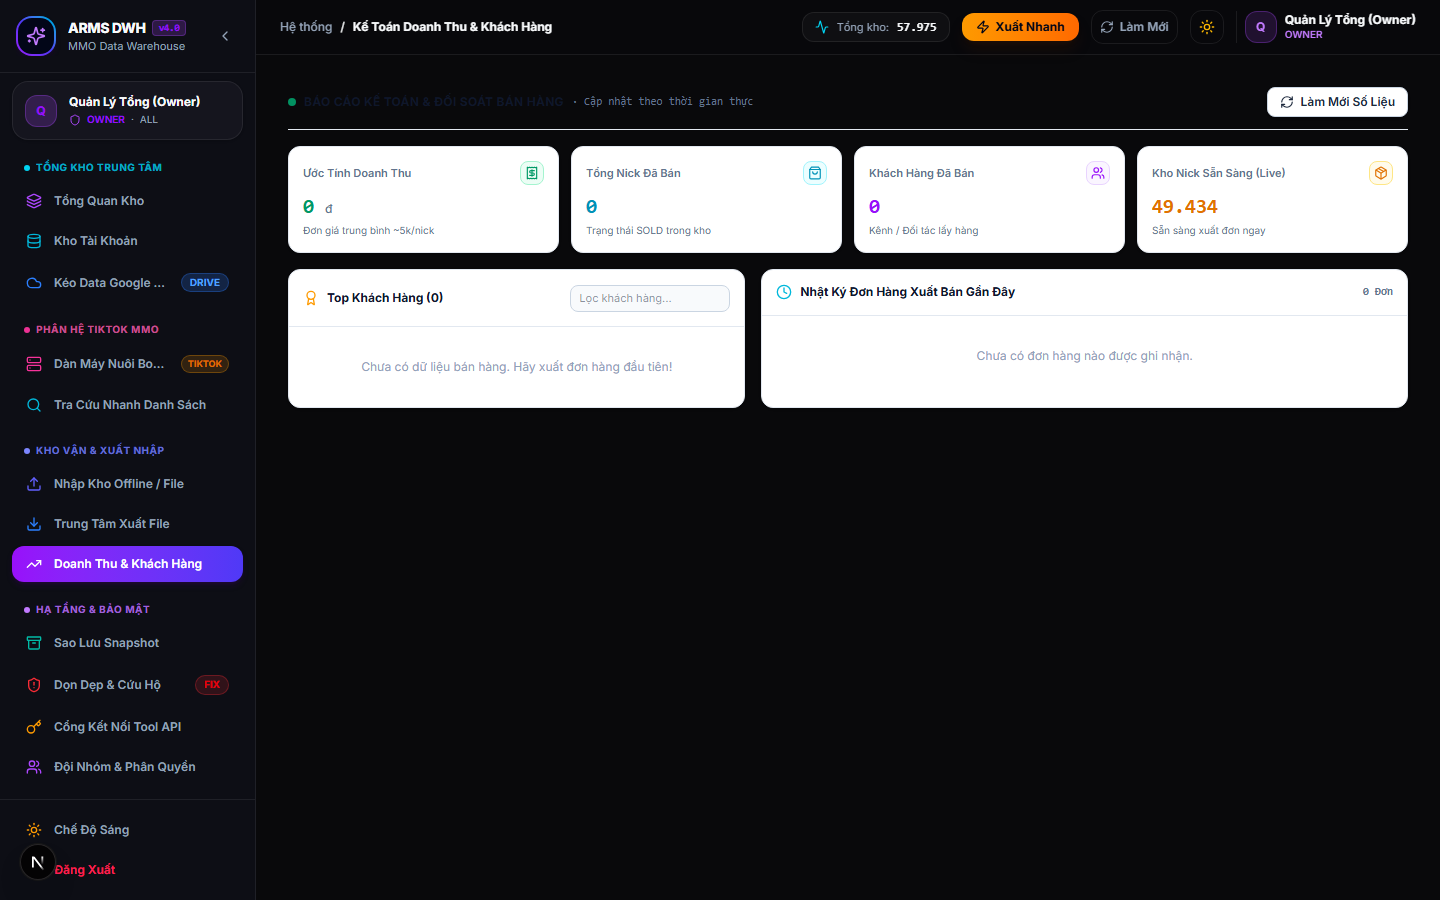 ARMS DWH v4.0
MMO Data Warehouse
Q
Quản Lý Tổng (Owner)
OWNER · ALL
TỔNG KHO TRUNG TÂM
Tổng Quan Kho
Kho Tài Khoản
Kéo Data Google ... DRIVE
PHÂN HỆ TIKTOK MMO
Dàn Máy Nuôi Bo... TIKTOK
Tra Cứu Nhanh Danh Sách
KHO VẬN & XUẤT NHẬP
Nhập Kho Offline / File
Trung Tâm Xuất File
Doanh Thu & Khách Hàng
HẠ TẦNG & BẢO MẬT
Sao Lưu Snapshot
Dọn Dẹp & Cứu Hộ FIX
Cổng Kết Nối Tool API
Đội Nhóm & Phân Quyền
Chế Độ Sáng
N
Đăng Xuất
Hệ thống / Kế Toán Doanh Thu & Khách Hàng
Tổng kho: 57.975
Xuất Nhanh
Làm Mới
Q
Quản Lý Tổng (Owner)
OWNER
BÁO CÁO KẾ TOÁN & ĐỐI SOÁT BÁN HÀNG · Cập nhật theo thời gian thực
Làm Mới Số Liệu
Ước Tính Doanh Thu
0 đ
Đơn giá trung bình ~5k/nick
Tổng Nick Đã Bán
0
Trạng thái SOLD trong kho
Khách Hàng Đã Bán
0
Kênh / Đối tác lấy hàng
Kho Nick Sẵn Sàng (Live)
49.434
Sẵn sàng xuất đơn ngay
Top Khách Hàng (0)
Lọc khách hàng...
Chưa có dữ liệu bán hàng. Hãy xuất đơn hàng đầu tiên!
Nhật Ký Đơn Hàng Xuất Bán Gần Đây
0 Đơn
Chưa có đơn hàng nào được ghi nhận.